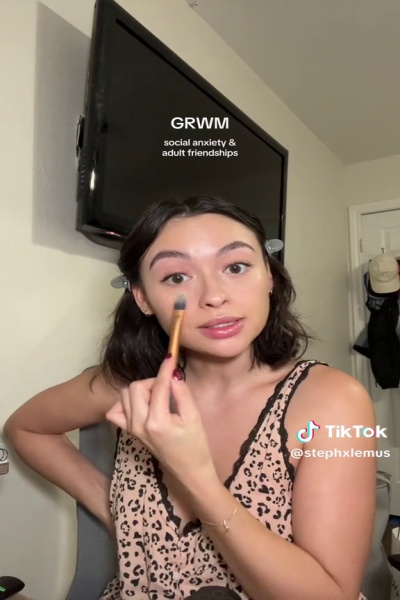 GRWM
social anxiety &
adult friendships
TikTok
@stephxlemus